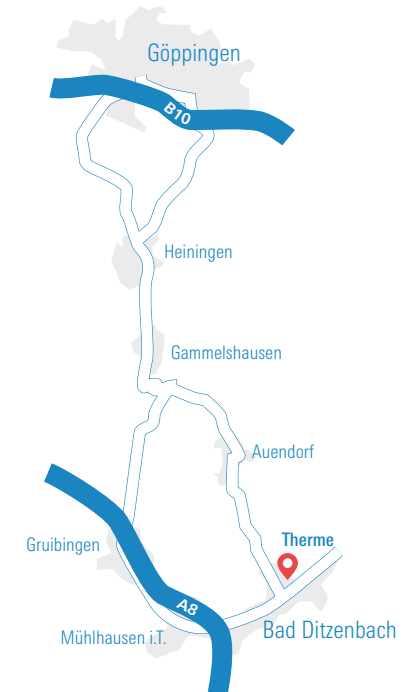 Göppingen
B10
Heiningen
Gammelshausen
Auendorf
Therme
Gruibingen
A8
Bad Ditzenbach
Mühlhausen i.T.